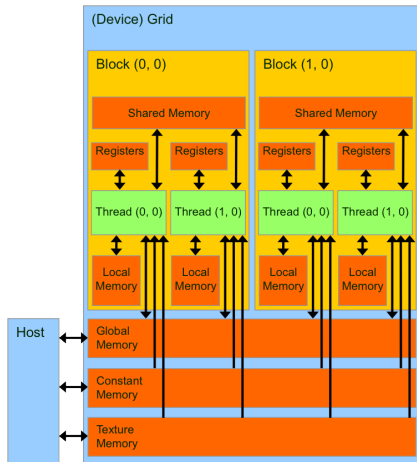 (Device) Grid
Block (0, 0)
Block (1, 0)
Shared Memory
Shared Memory
Registers
Registers
Registers
Registers
Thread (0, 0)
Thread (1, 0)
Thread (0, 0)
Thread (1, 0)
Local
Memory
Local
Memory
Local
Memory
Local
Memory
Host
Global
Memory
Constant
Memory
Texture
Memory